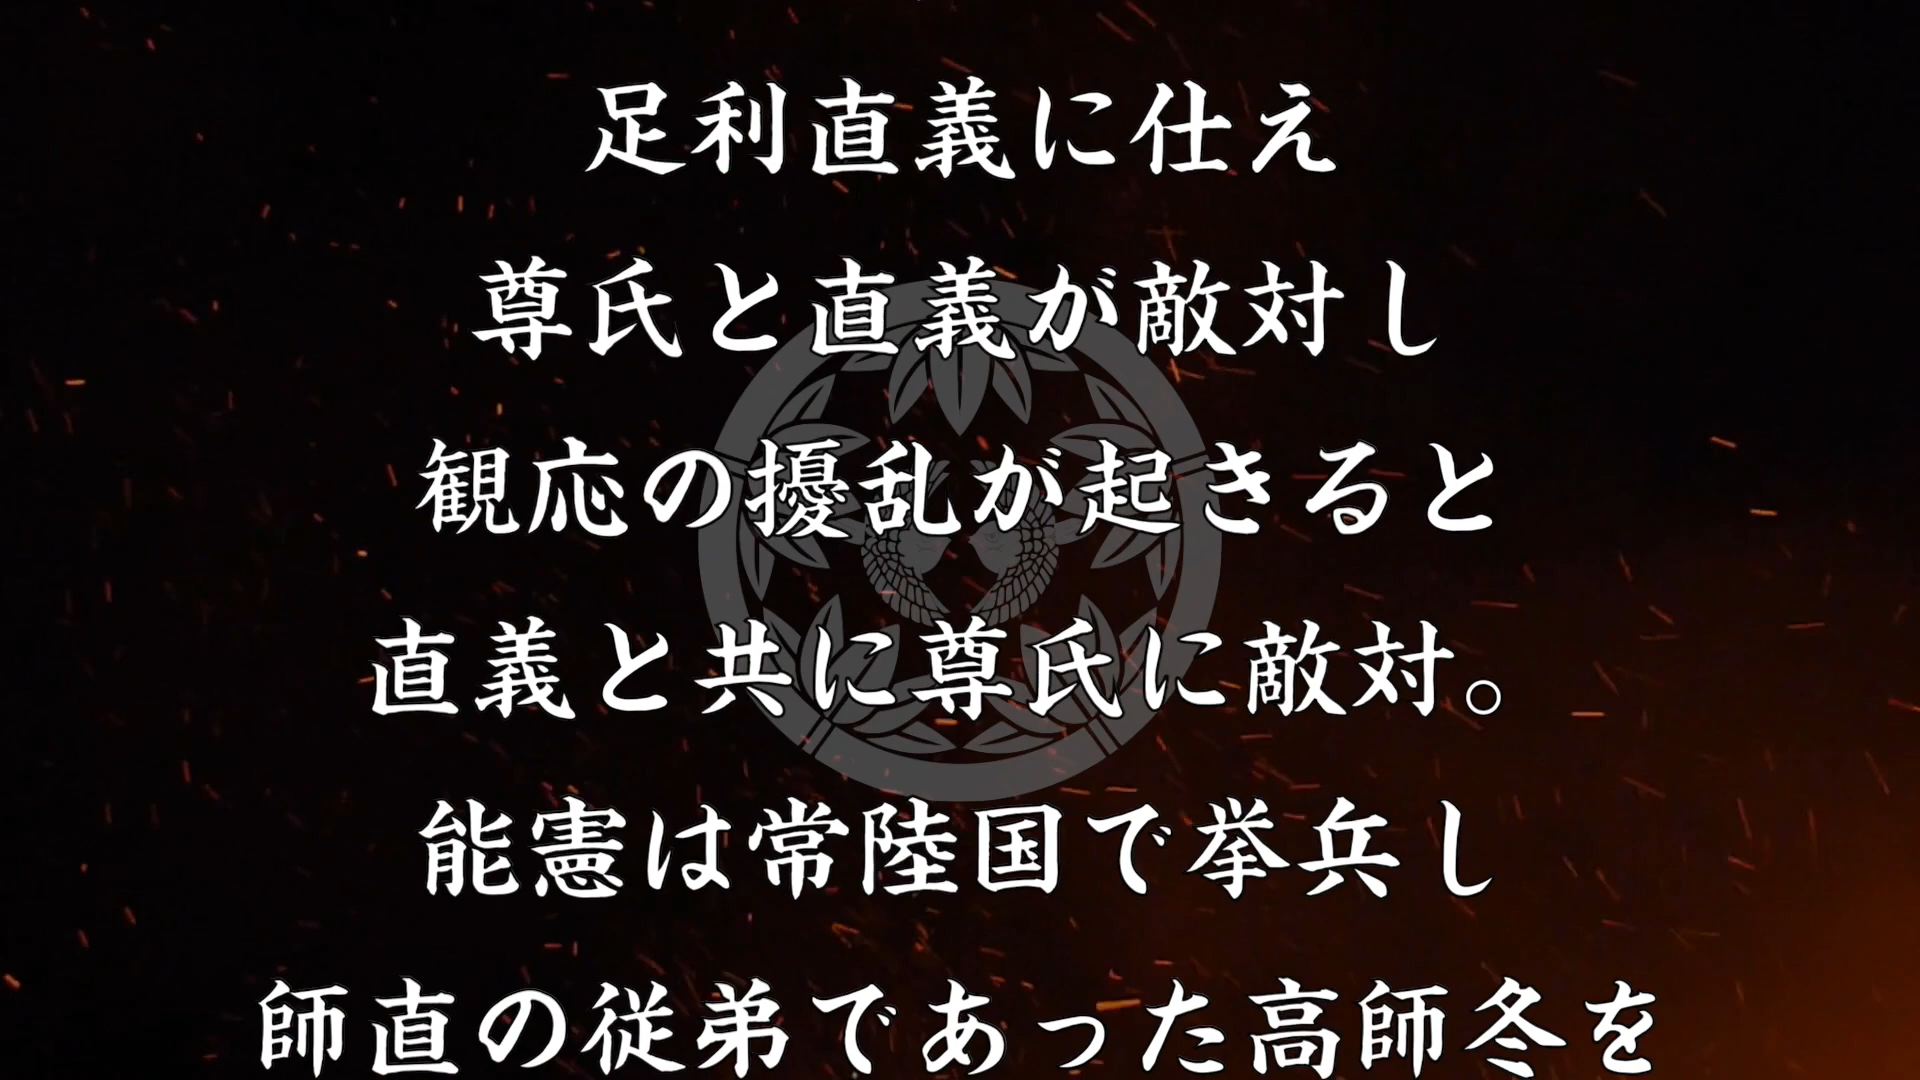 足利直義に仕え
尊氏と直義が敵対し
観応の擾乱が起きると
直義と共に尊氏に敵対。
能憲は常陸国で挙兵し
師直の従弟であった高師冬を